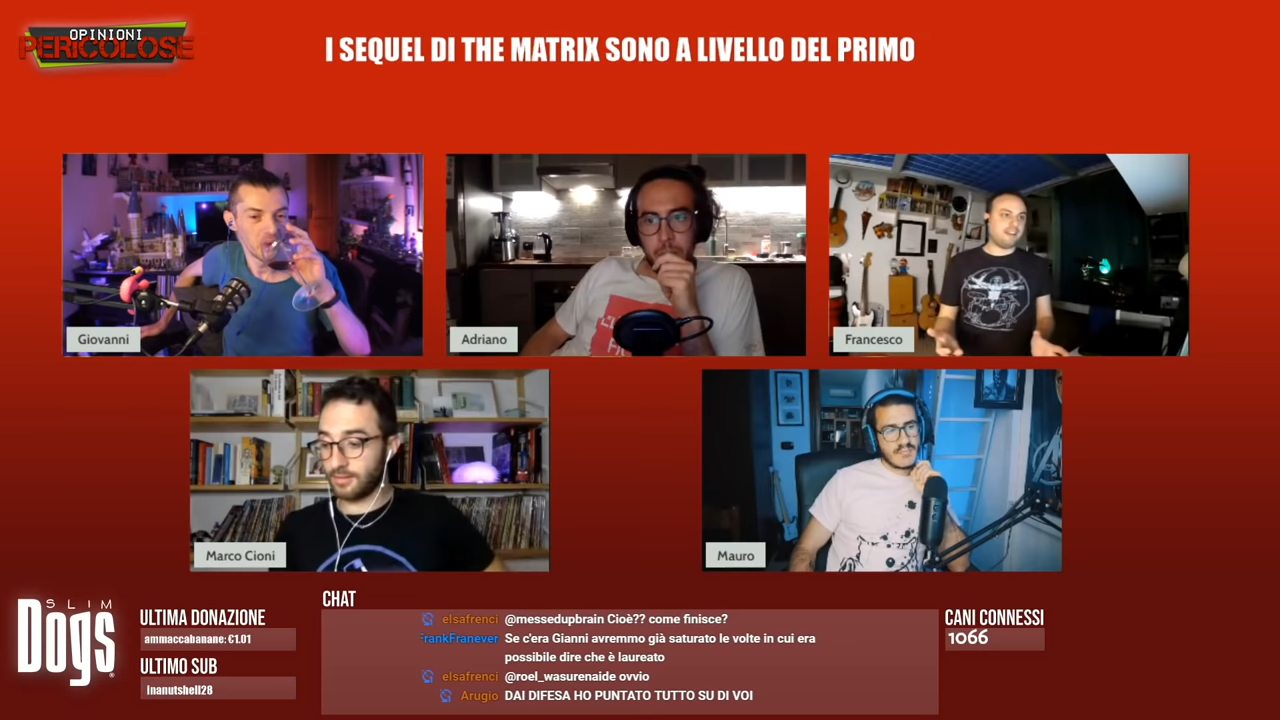 OPINIONI
PERICOLOSE
I SEQUEL DI THE MATRIX SONO A LIVELLO DEL PRIMO
Giovanni
Adriano
Francesco
Marco Cioni
Mauro
SLIM
Dogs
ULTIMA DONAZIONE
ammaccabanane: €1.01
ULTIMO SUB
Inanutshell28
CHAT
elsafrenci @messedupbrain Cioè?? come finisce?
FrankFranever Se c'era Gianni avremmo già saturato le volte in cui era
possibile dire che è laureato
elsafrenci @roel_wasurenaide ovvio
Arugio DAI DIFESA HO PUNTATO TUTTO SU DI VOI
CANI CONNESSI
1066